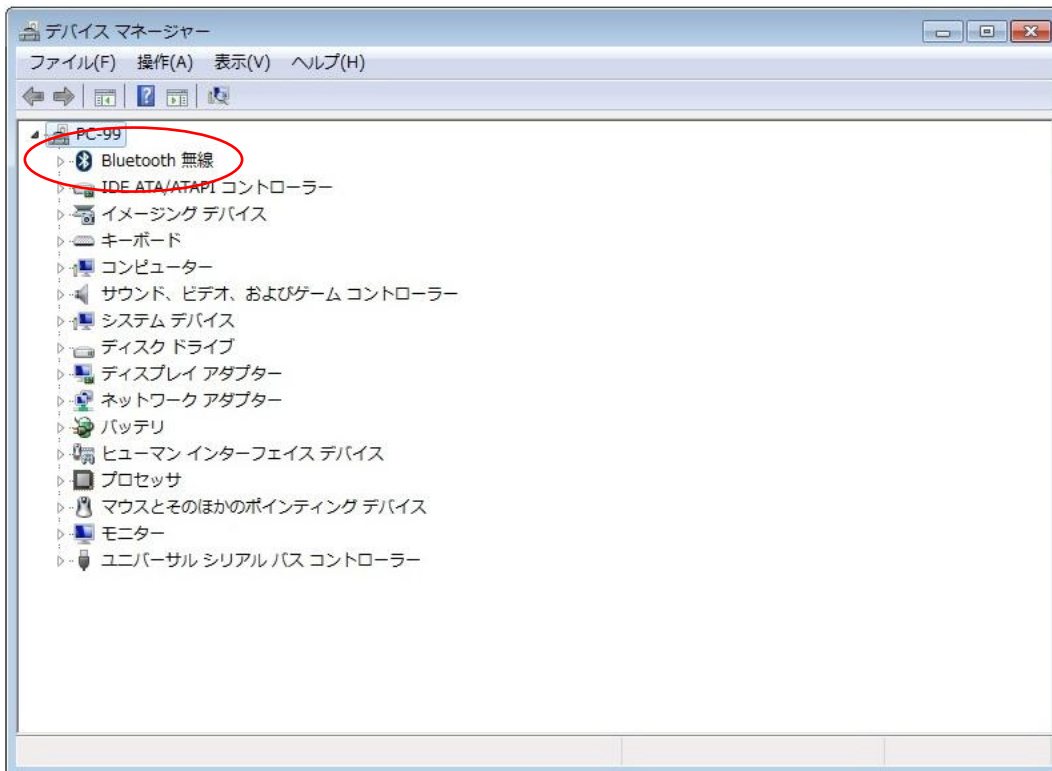 デバイス マネージャー
ファイル(F) 操作(A) 表示(V) ヘルプ(H)
PC-99
Bluetooth 無線
IDE ATA/ATAPI コントローラー
イメージング デバイス
キーボード
コンピューター
サウンド、ビデオ、およびゲーム コントローラー
システム デバイス
ディスク ドライブ
ディスプレイ アダプター
ネットワーク アダプター
バッテリ
ヒューマン インターフェイス デバイス
プロセッサ
マウスとそのほかのポインティング デバイス
モニター
ユニバーサル シリアル バス コントローラー